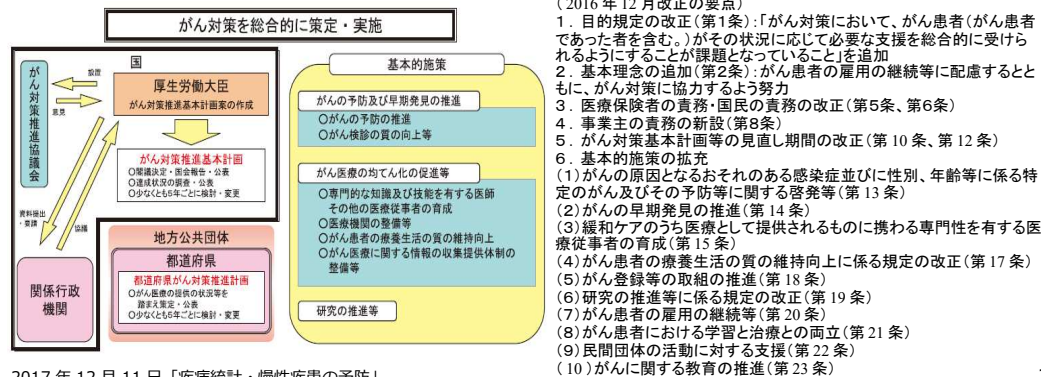 がん対策を総合的に策定・実施
国
がん対策推進協議会
設置
意見
厚生労働大臣
がん対策推進基本計画案の作成
がん対策推進基本計画
○閣議決定・国会報告・公表
○達成状況の調査・公表
○少なくとも5年ごとに検討・変更
資料提出
・要請
協議
関係行政
機関
地方公共団体
都道府県
都道府県がん対策推進計画
○がん医療の提供の状況等を
踏まえ策定・公表
○少なくとも5年ごとに検討・変更
基本的施策
がんの予防及び早期発見の推進
○がんの予防の推進
○がん検診の質の向上等
がん医療の均てん化の促進等
○専門的な知識及び技能を有する医師
その他の医療従事者の育成
○医療機関の整備等
○がん患者の療養生活の質の維持向上
○がん医療に関する情報の収集提供体制の
整備等
研究の推進等
2017 年 12 月 11 日「疾病統計・慢性疾患の予防」
(2016 年 12 月改正の要点)
1．目的規定の改正(第1条):「がん対策において、がん患者(がん患者
であった者を含む。)がその状況に応じて必要な支援を総合的に受けら
れるようにすることが課題となっていること」を追加
2．基本理念の追加(第2条):がん患者の雇用の継続等に配慮するとと
もに、がん対策に協力するよう努力
3．医療保険者の責務・国民の責務の改正(第5条、第6条)
4．事業主の責務の新設(第8条)
5．がん対策基本計画等の見直し期間の改正(第 10 条、第 12 条)
6．基本的施策の拡充
(1)がんの原因となるおそれのある感染症並びに性別、年齢等に係る特
定のがん及びその予防等に関する啓発等(第 13 条)
(2)がんの早期発見の推進(第 14 条)
(3)緩和ケアのうち医療として提供されるものに携わる専門性を有する医
療従事者の育成(第 15 条)
(4)がん患者の療養生活の質の維持向上に係る規定の改正(第 17 条)
(5)がん登録等の取組の推進(第 18 条)
(6)研究の推進等に係る規定の改正(第 19 条)
(7)がん患者の雇用の継続等(第 20 条)
(8)がん患者における学習と治療との両立(第 21 条)
(9)民間団体の活動に対する支援(第 22 条)
(10)がんに関する教育の推進(第 23 条)